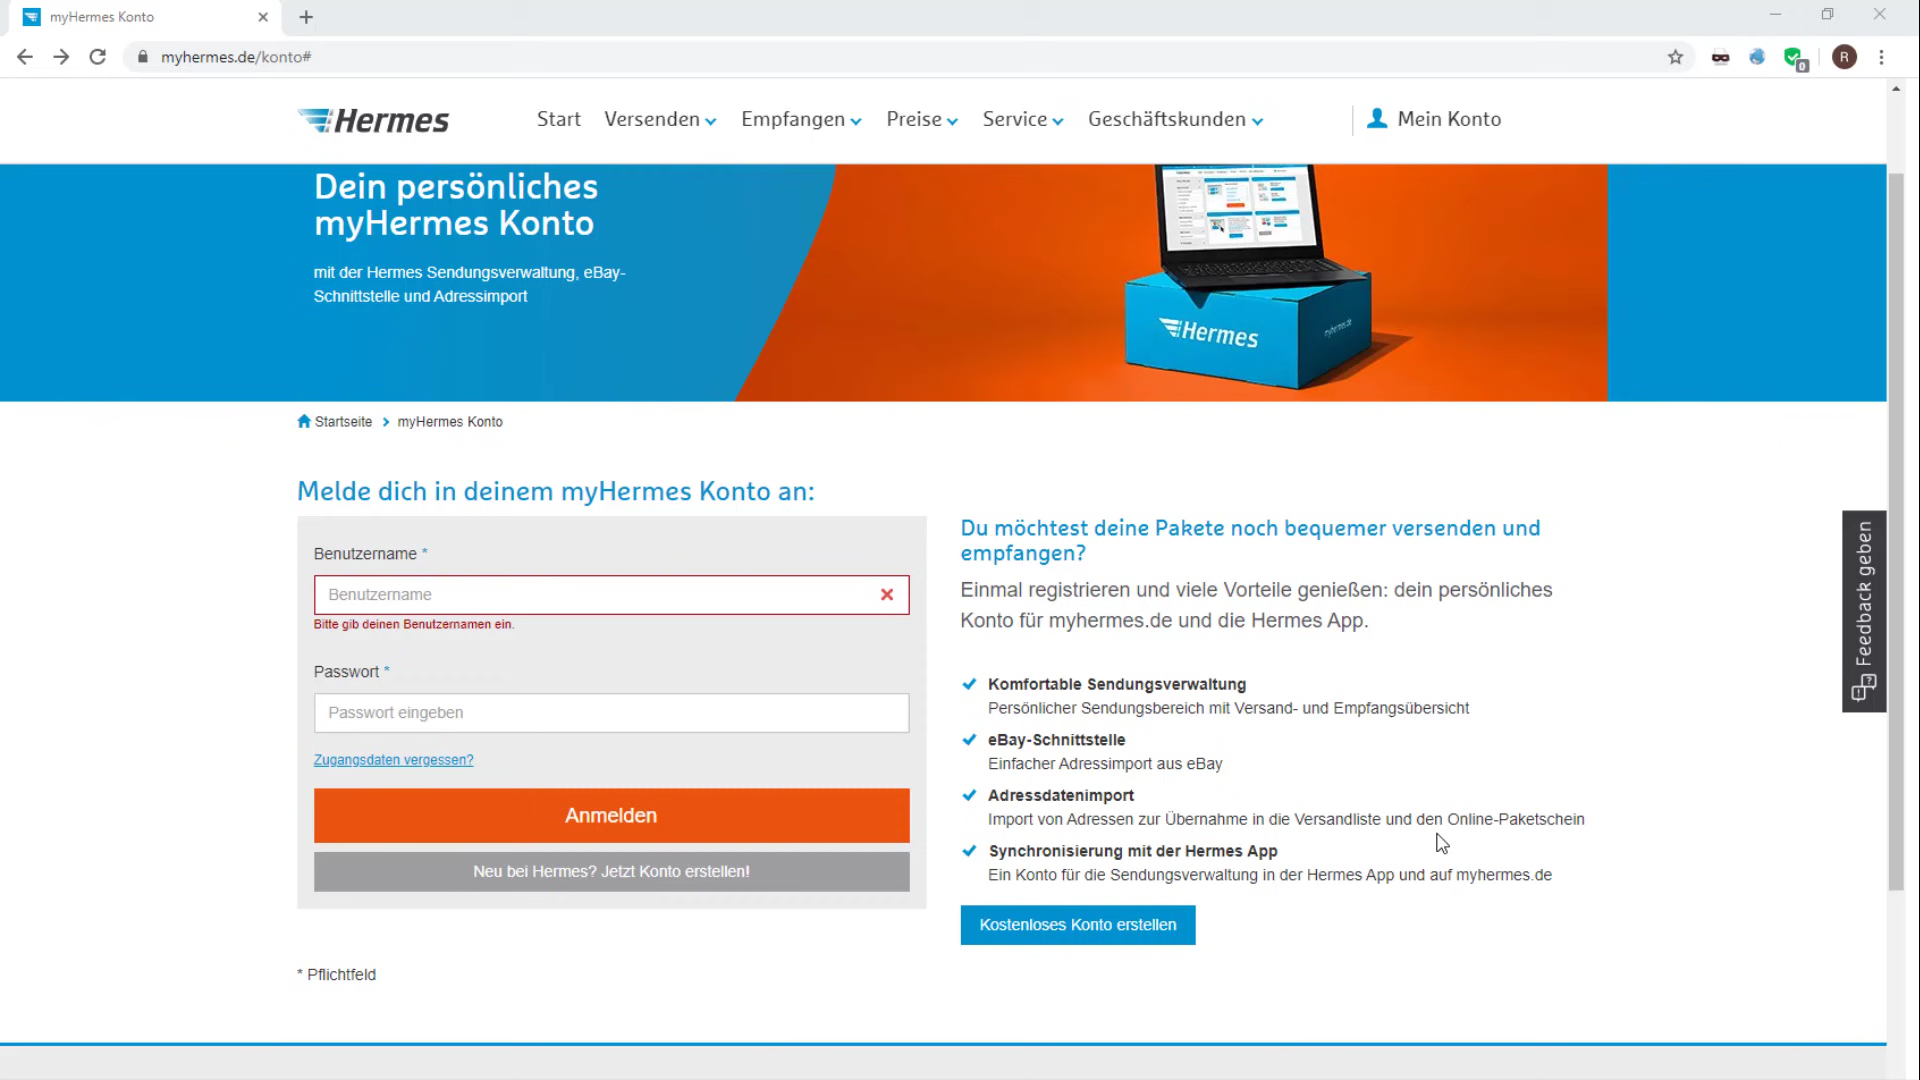 myHermes Konto
myhermes.de/konto#
0
R
Hermes
Start
Versenden
Empfangen
Preise
Service
Geschäftskunden
Mein Konto
Dein persönliches
myHermes Konto
mit der Hermes Sendungsverwaltung, eBay-
Schnittstelle und Adressimport
Hermes
myhermes.de
Startseite
myHermes Konto
Melde dich in deinem myHermes Konto an:
Benutzername *
Benutzername
Bitte gib deinen Benutzernamen ein.
Passwort *
Passwort eingeben
Zugangsdaten vergessen?
Anmelden
Neu bei Hermes? Jetzt Konto erstellen!
* Pflichtfeld
Du möchtest deine Pakete noch bequemer versenden und
empfangen?
Einmal registrieren und viele Vorteile genießen: dein persönliches
Konto für myhermes.de und die Hermes App.
Komfortable Sendungsverwaltung
Persönlicher Sendungsbereich mit Versand- und Empfangsübersicht
eBay-Schnittstelle
Einfacher Adressimport aus eBay
Adressdatenimport
Import von Adressen zur Übernahme in die Versandliste und den Online-Paketschein
Synchronisierung mit der Hermes App
Ein Konto für die Sendungsverwaltung in der Hermes App und auf myhermes.de
Kostenloses Konto erstellen
Feedback geben